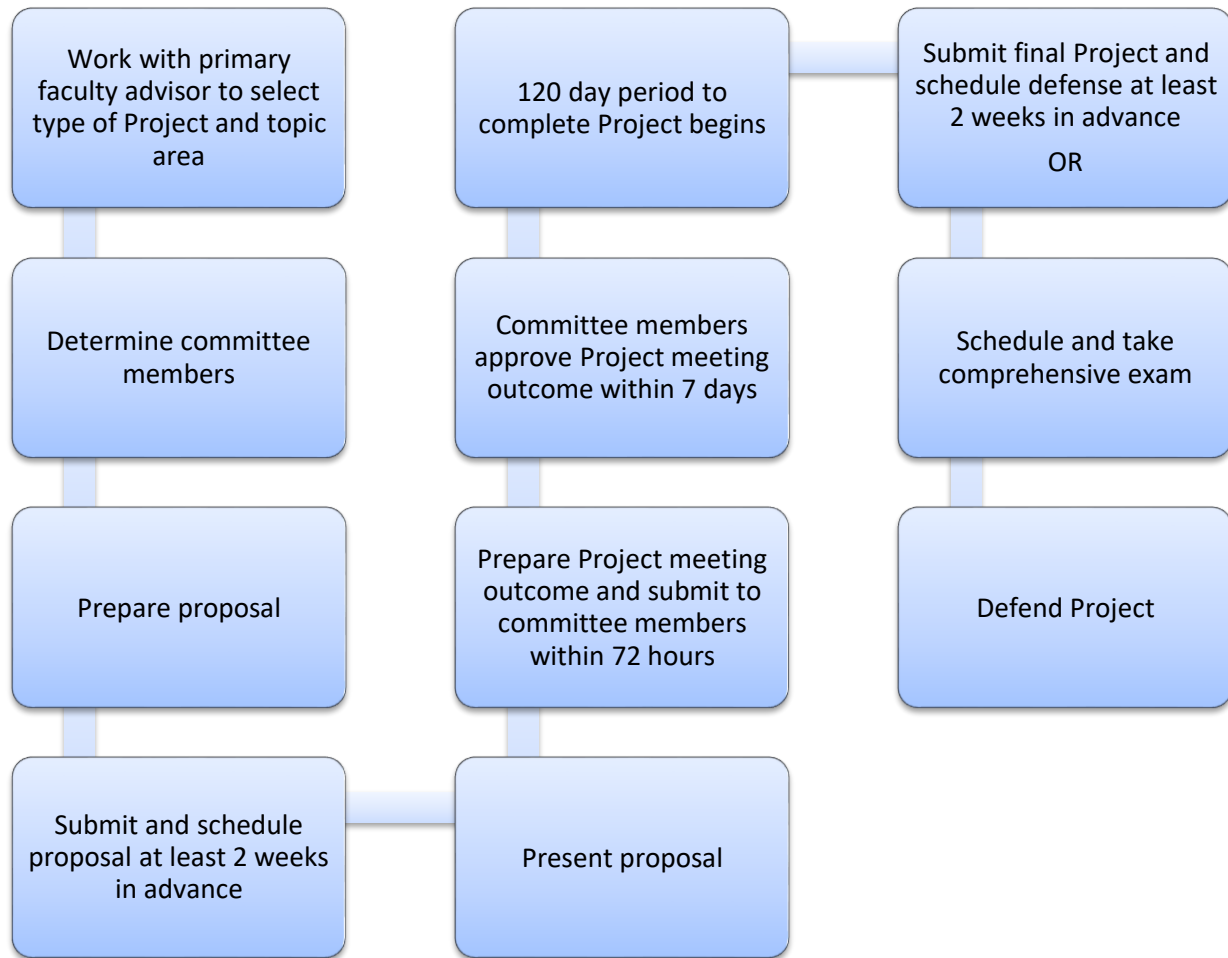 Work with primary
faculty advisor to select
type of Project and topic
area
Determine committee
members
Prepare proposal
Submit and schedule
proposal at least 2 weeks
in advance
Present proposal
Prepare Project meeting
outcome and submit to
committee members
within 72 hours
Committee members
approve Project meeting
outcome within 7 days
120 day period to
complete Project begins
Submit final Project and
schedule defense at least
2 weeks in advance
OR
Schedule and take
comprehensive exam
Defend Project